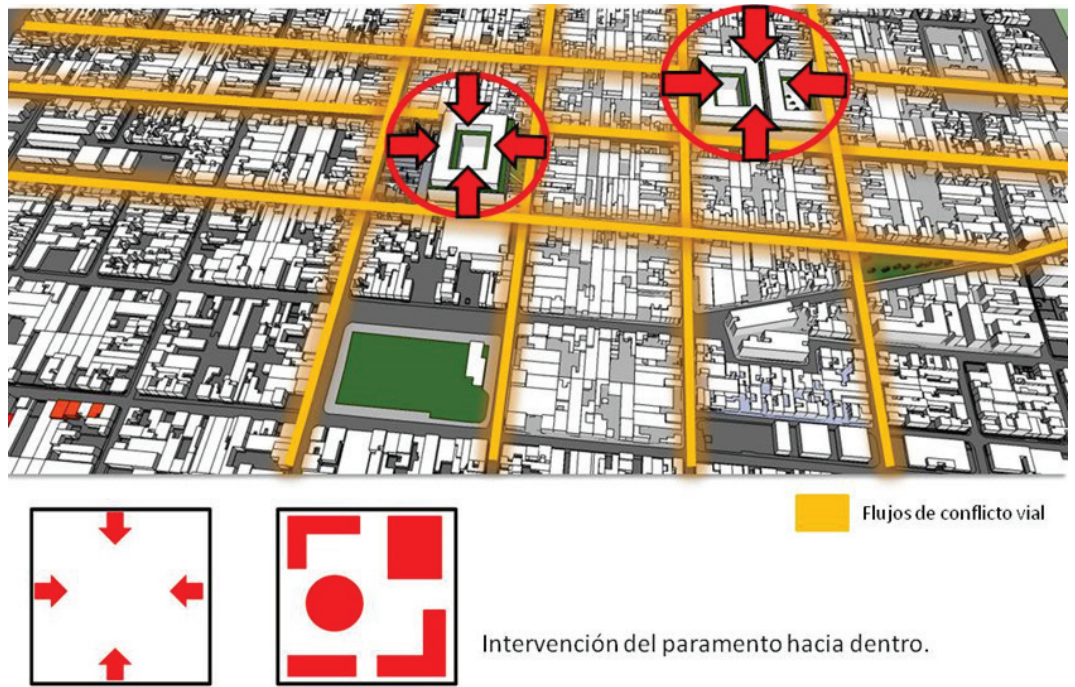 Flujos de conflicto vial
Intervención del paramento hacia dentro.